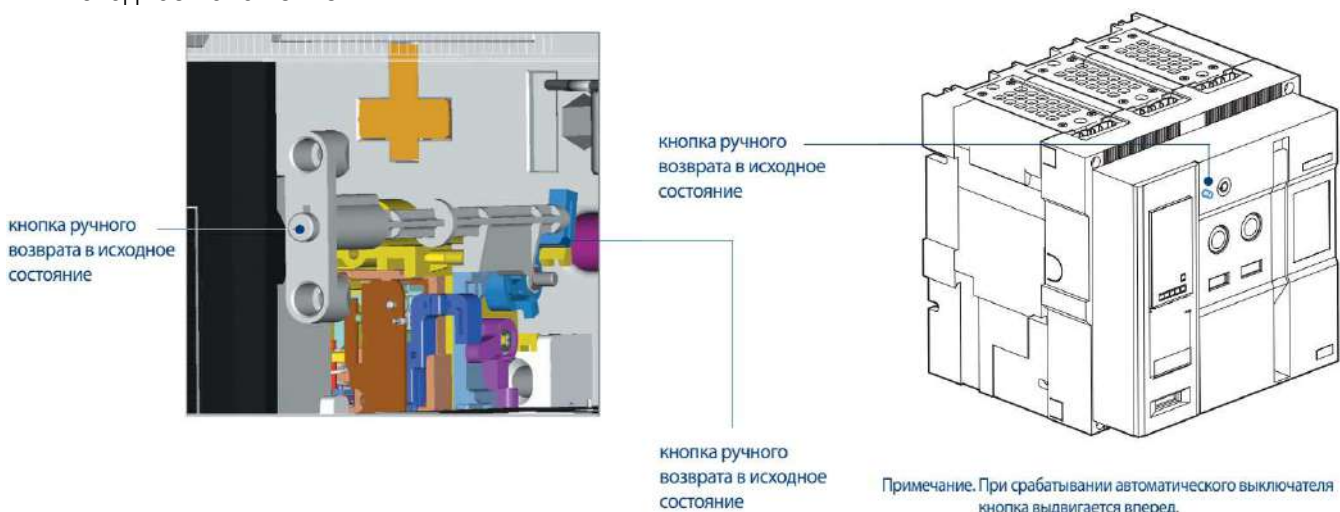 кнопка ручного
возврата в исходное
состояние
кнопка ручного
возврата в исходное
состояние
кнопка ручного
возврата в исходное
состояние
Примечание. При срабатывании автоматического выключателя
кнопка выдвигается вперед.